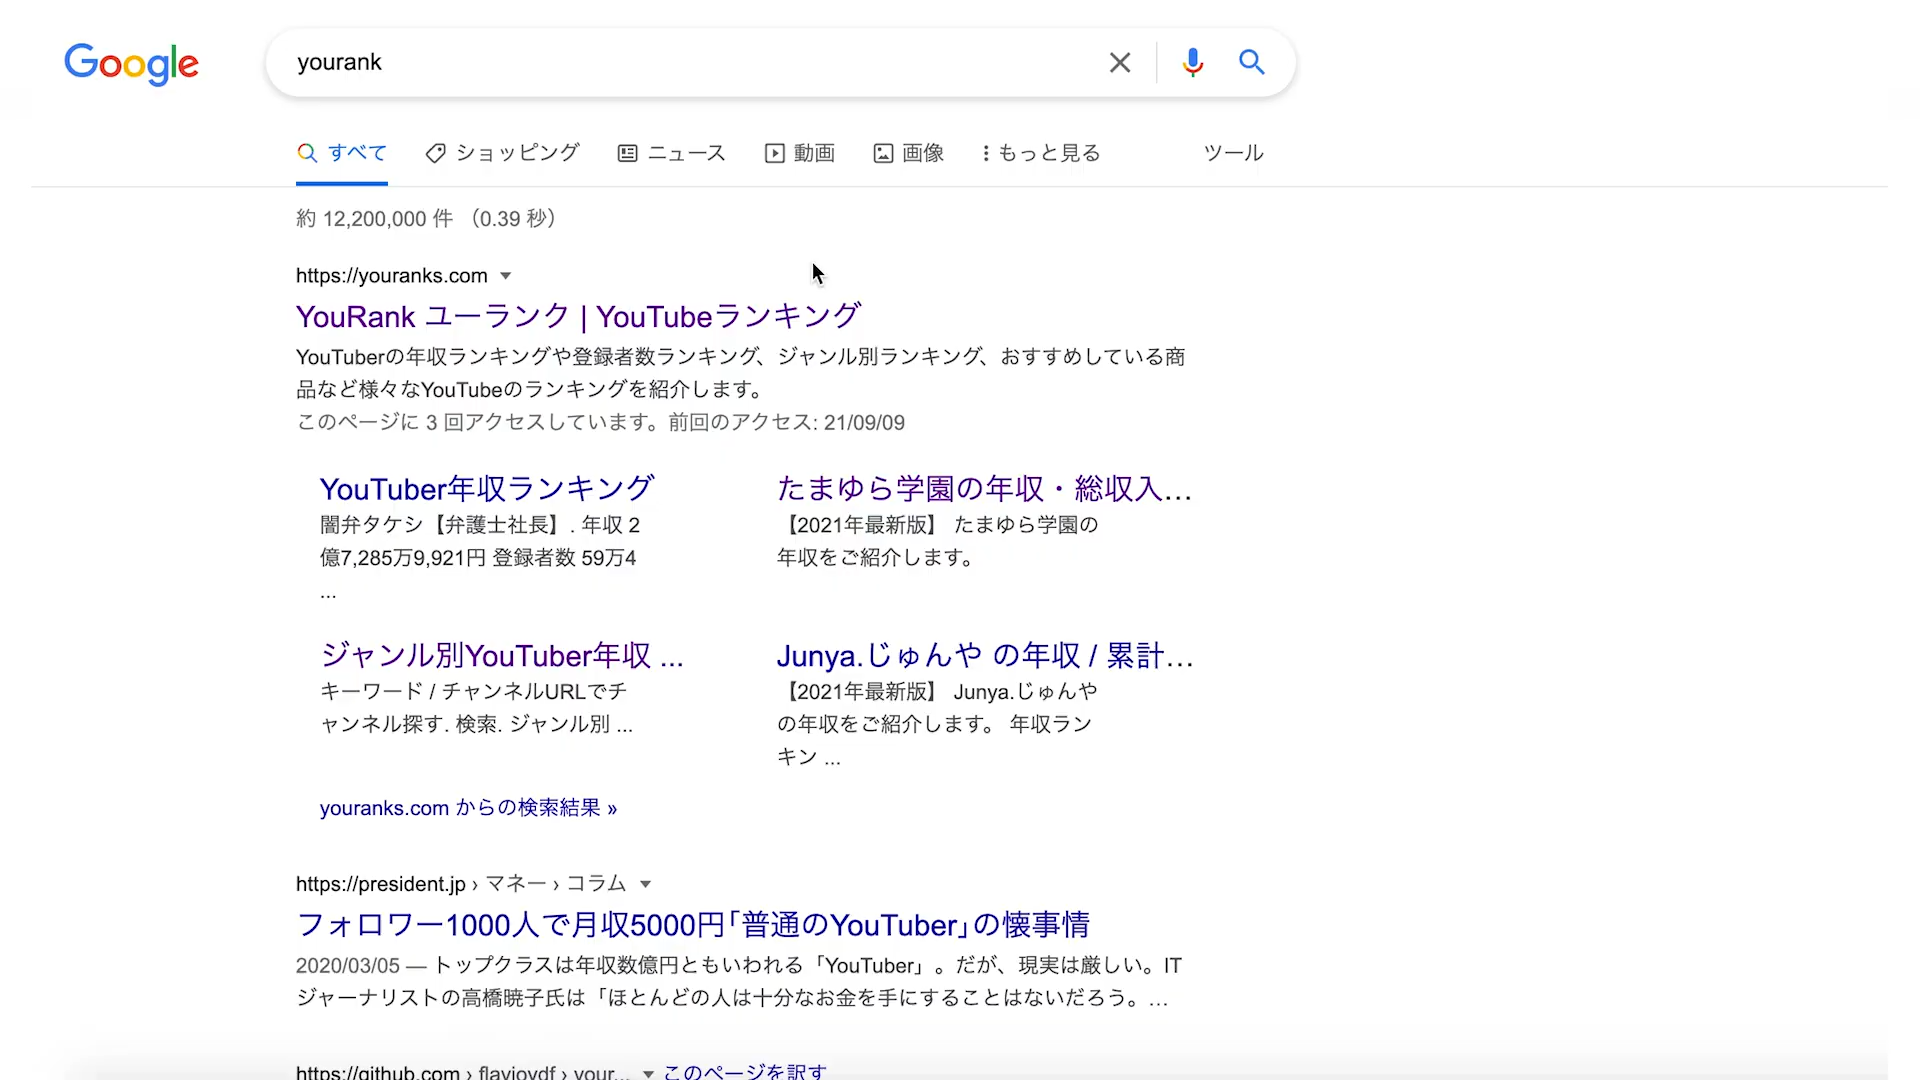 Google
yourank
すべて ショッピング ニュース 動画 画像 もっと見る ツール
約 12,200,000 件 （0.39 秒）
https://youranks.com
YouRank ユーランク | YouTubeランキング
YouTuberの年収ランキングや登録者数ランキング、ジャンル別ランキング、おすすめしている商
品など様々なYouTubeのランキングを紹介します。
このページに 3 回アクセスしています。前回のアクセス: 21/09/09
YouTuber年収ランキング
闇弁タケシ【弁護士社長】. 年収 2
億7,285万9,921円 登録者数 59万4
...
たまゆら学園の年収・総収入...
【2021年最新版】 たまゆら学園の
年収をご紹介します。
ジャンル別YouTuber年収 ...
キーワード / チャンネルURLでチ
ャンネル探す. 検索. ジャンル別 ...
Junya.じゅんや の年収 / 累計...
【2021年最新版】 Junya.じゅんや
の年収をご紹介します。 年収ラン
キン ...
youranks.com からの検索結果 »
https://president.jp › マネー › コラム
フォロワー1000人で月収5000円｢普通のYouTuber｣の懐事情
2020/03/05 — トップクラスは年収数億円ともいわれる「YouTuber」。だが、現実は厳しい。IT
ジャーナリストの高橋暁子氏は「ほとんどの人は十分なお金を手にすることはないだろう。...
https://github.com › flaviovdf › your... このページを訳す